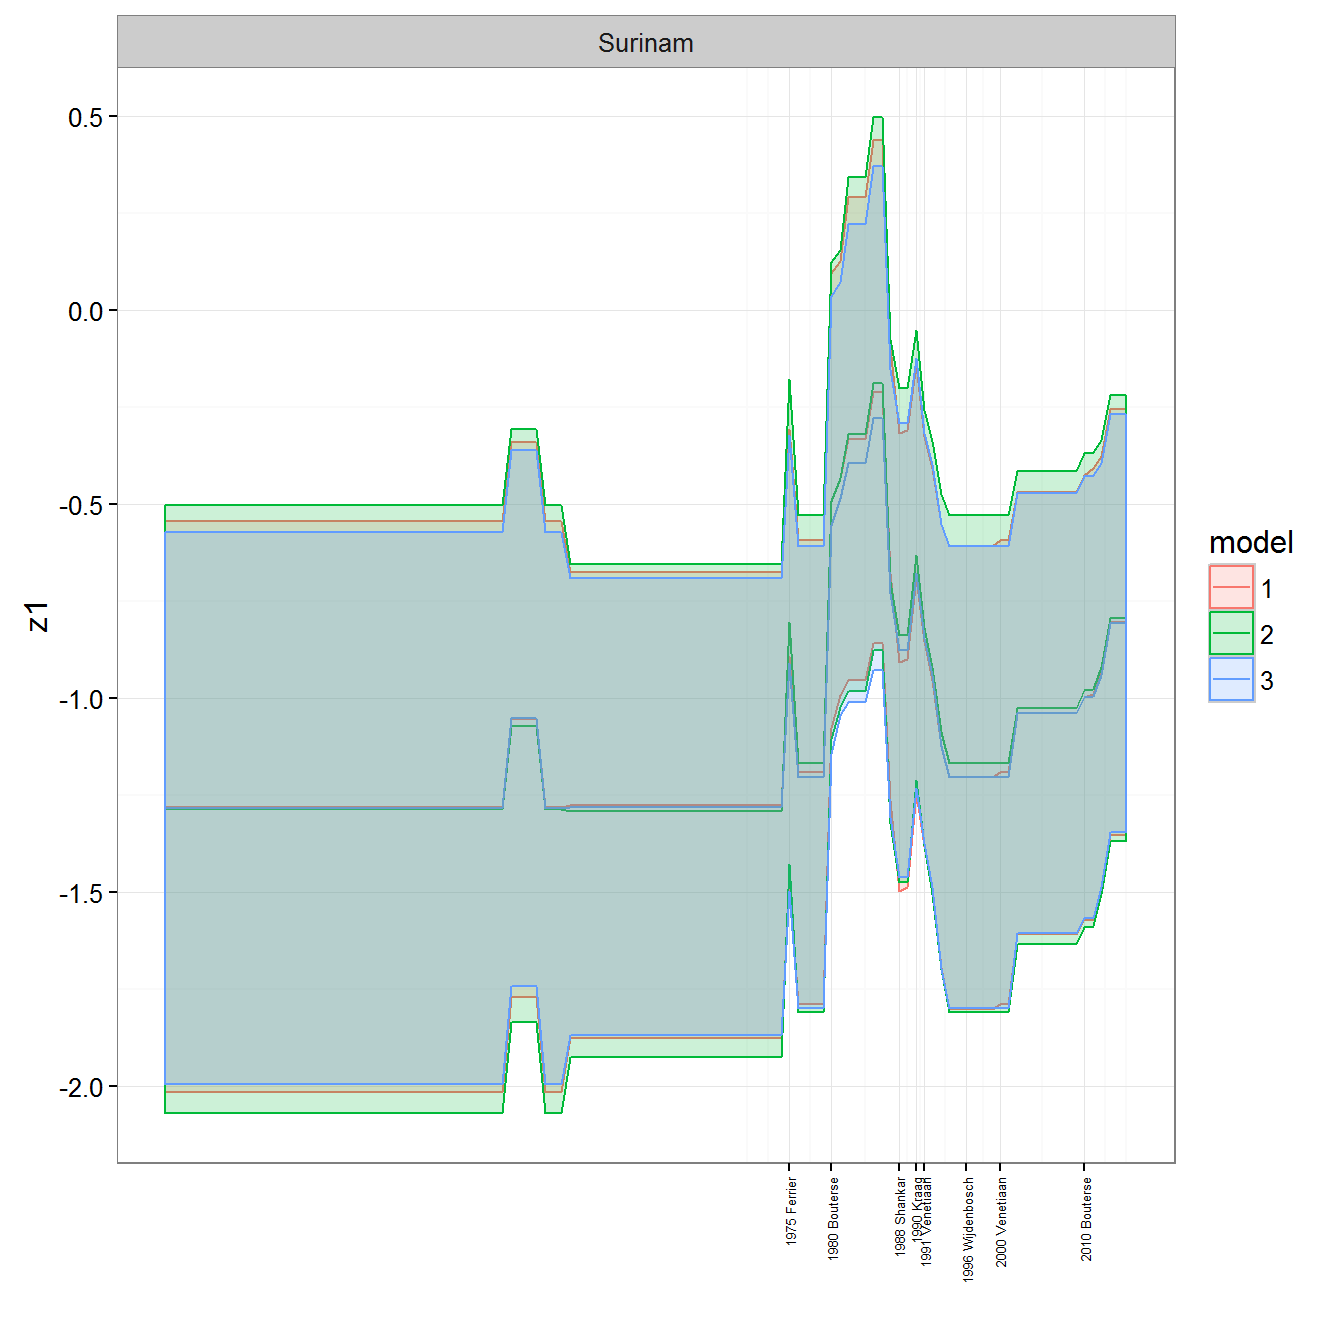 Surinam
0.5
0.0
-0.5
-1.0
-1.5
-2.0
z1
model
1
2
3
1975 Ferrier
1980 Bouterse
1988 Shankar
1990 Kraag
1991 Venetiaan
1996 Wijdenbosch
2000 Venetiaan
2010 Bouterse